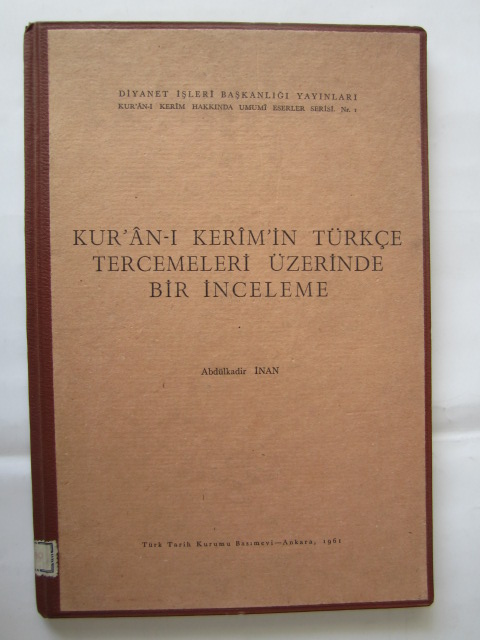 DİYANET İŞLERİ BAŞKANLIĞI YAYINLARI
KUR'ÂN-I KERÎM HAKKINDA UMUMÎ ESERLER SERİSİ. Nr. 1
KUR'ÂN-I KERÎM'İN TÜRKÇE
TERCEMELERİ ÜZERİNDE
BİR İNCELEME
Abdülkadir İNAN
Türk Tarih Kurumu Basımevi—Ankara, 1961